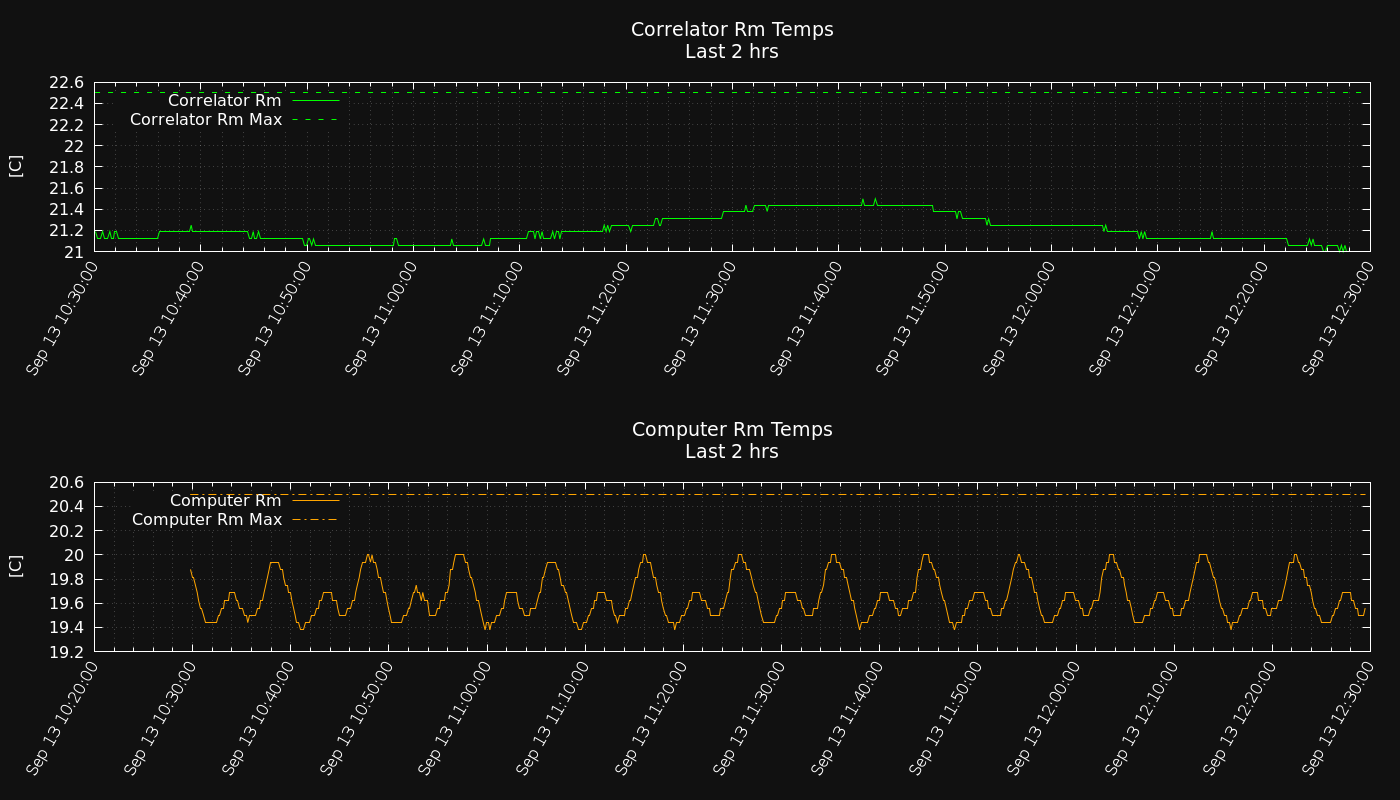 Correlator Rm Temps
Last 2 hrs
22.6
22.4
22.2
22
21.8
21.6
21.4
21.2
21
[C]
Correlator Rm
Correlator Rm Max
Sep 13 10:30:00
Sep 13 10:40:00
Sep 13 10:50:00
Sep 13 11:00:00
Sep 13 11:10:00
Sep 13 11:20:00
Sep 13 11:30:00
Sep 13 11:40:00
Sep 13 11:50:00
Sep 13 12:00:00
Sep 13 12:10:00
Sep 13 12:20:00
Sep 13 12:30:00
Computer Rm Temps
Last 2 hrs
20.6
20.4
20.2
20
19.8
19.6
19.4
19.2
[C]
Computer Rm
Computer Rm Max
Sep 13 10:20:00
Sep 13 10:30:00
Sep 13 10:40:00
Sep 13 10:50:00
Sep 13 11:00:00
Sep 13 11:10:00
Sep 13 11:20:00
Sep 13 11:30:00
Sep 13 11:40:00
Sep 13 11:50:00
Sep 13 12:00:00
Sep 13 12:10:00
Sep 13 12:20:00
Sep 13 12:30:00